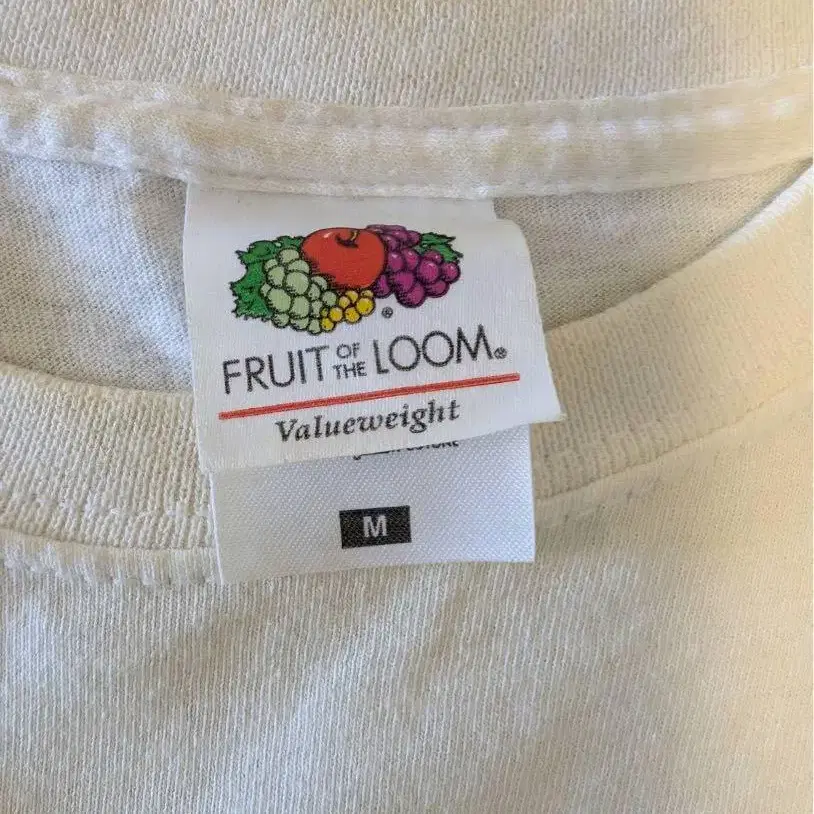 ®
FRUIT OF THE LOOM®
Valueweight
M